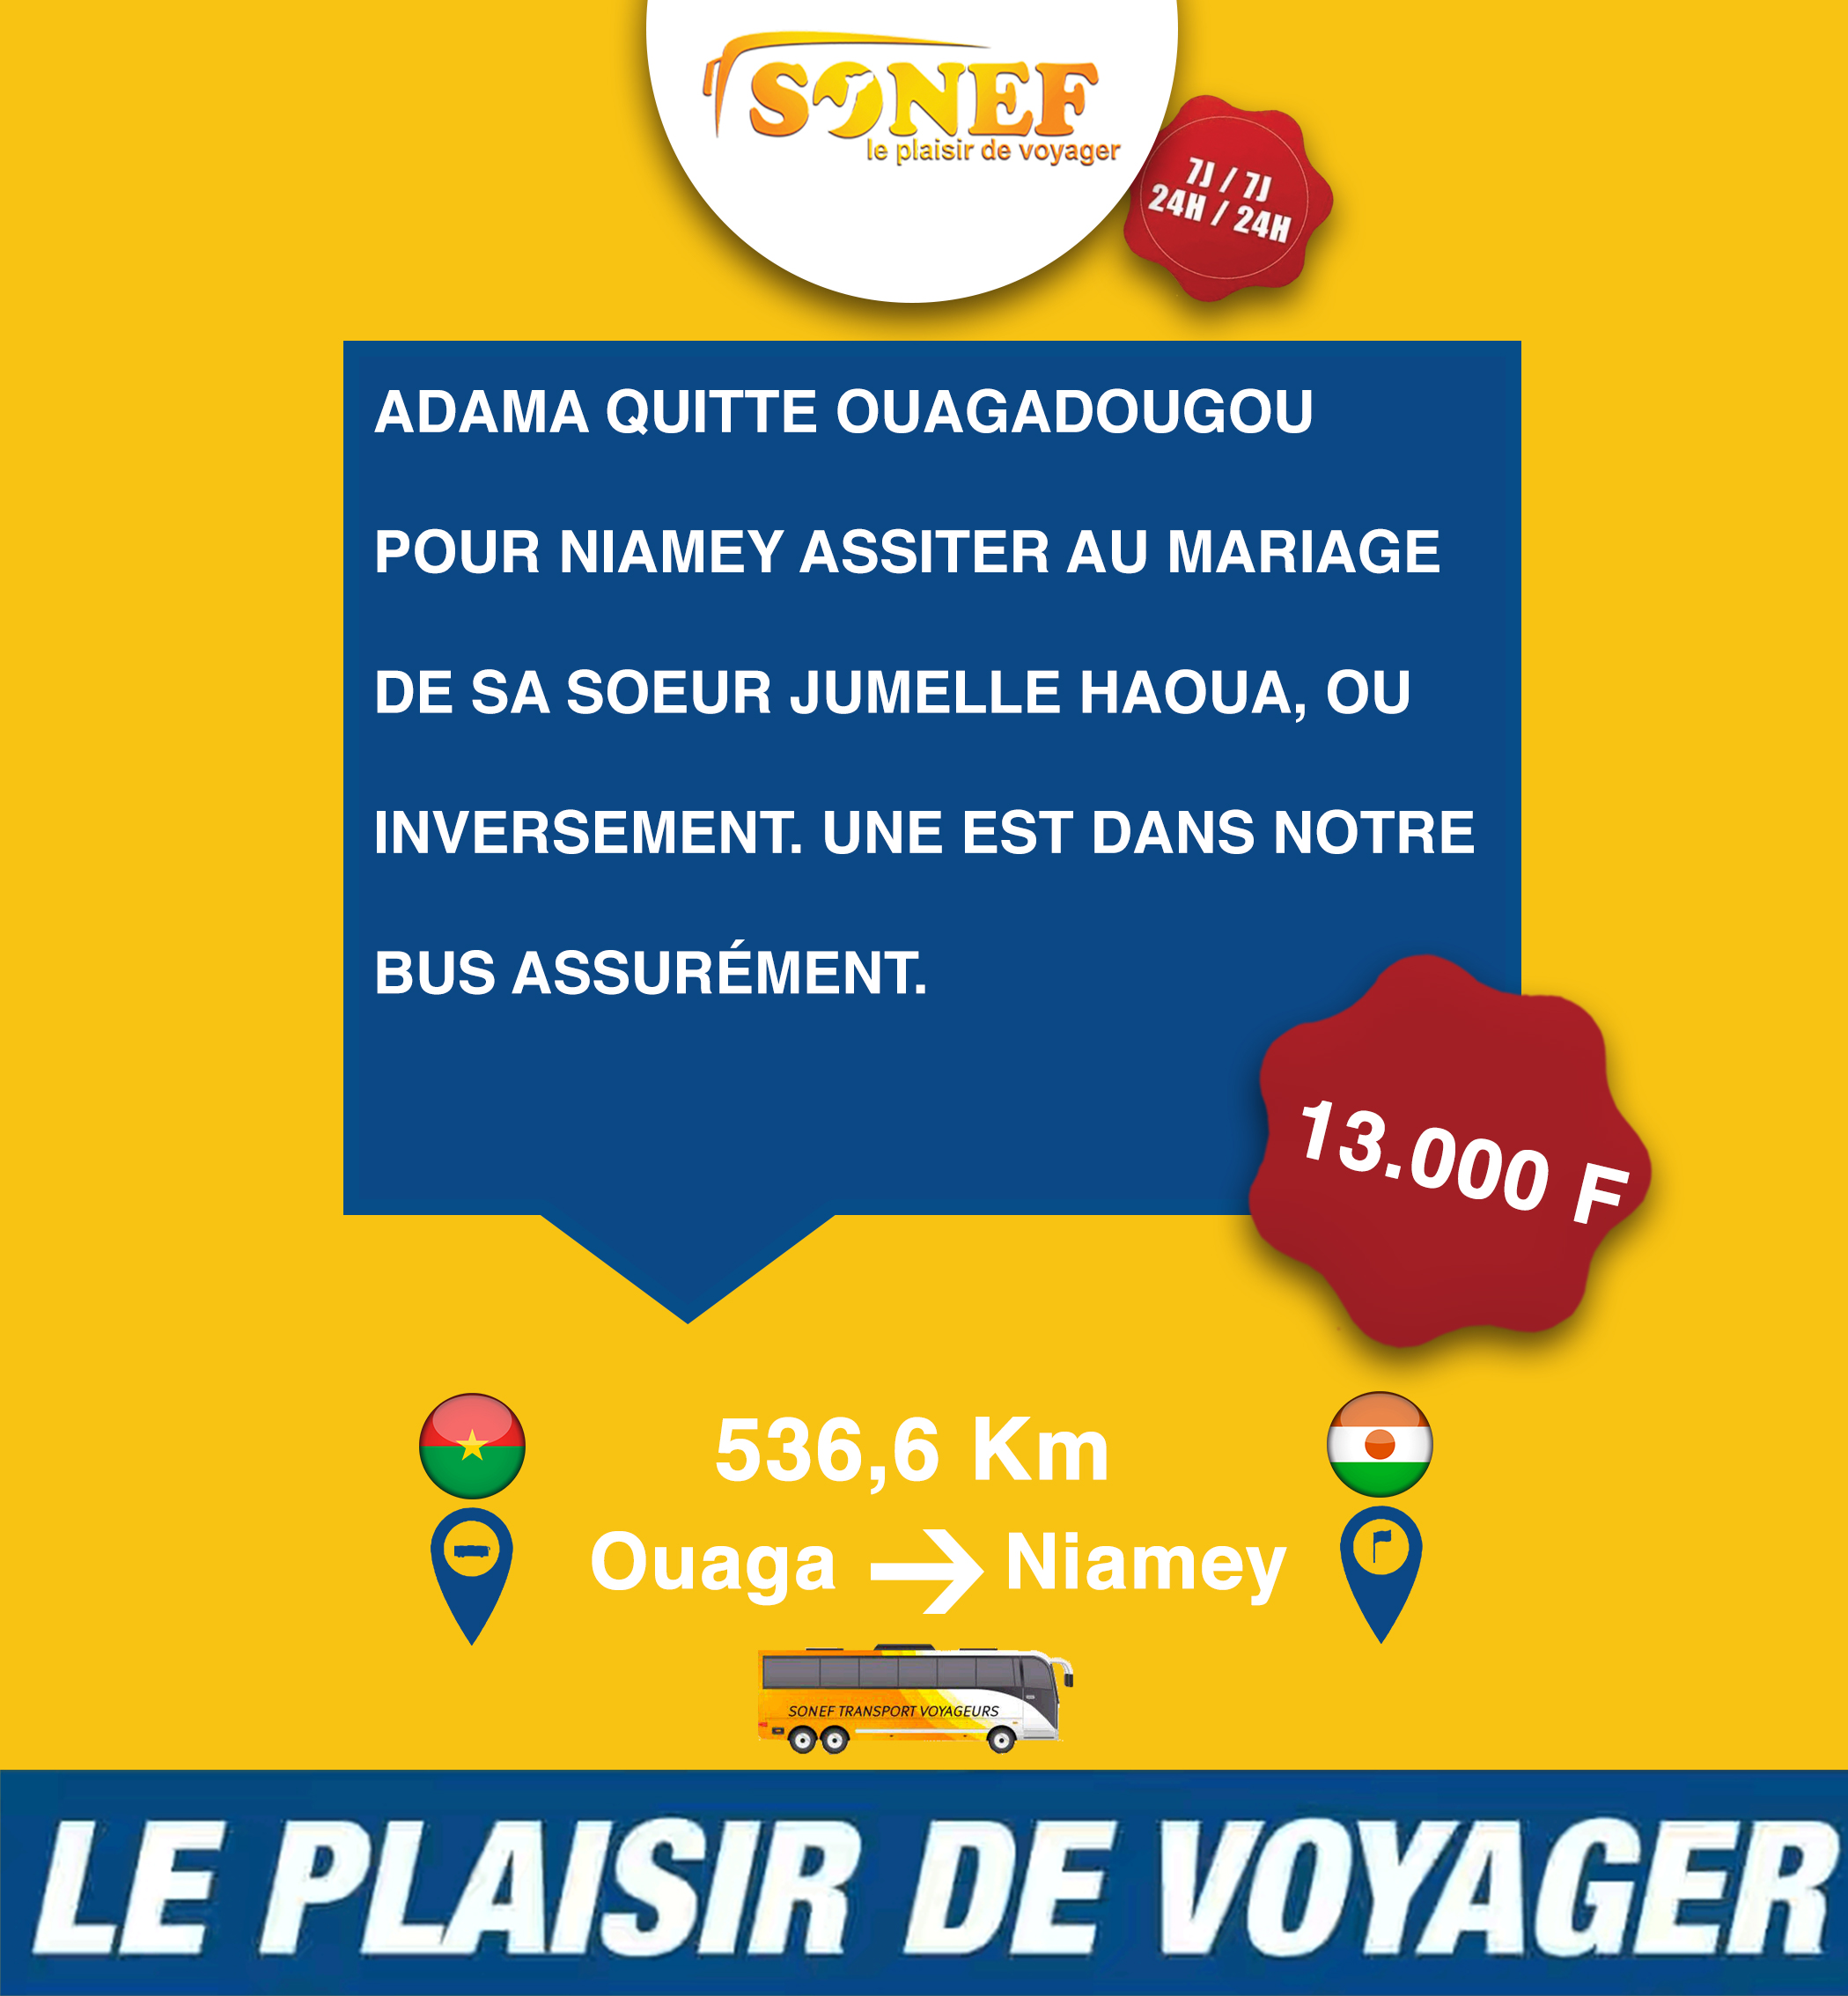 SONEF
le plaisir de voyager
7J / 7J
24H / 24H
ADAMA QUITTE OUAGADOUGOU
POUR NIAMEY ASSITER AU MARIAGE
DE SA SOEUR JUMELLE HAOUA, OU
INVERSEMENT. UNE EST DANS NOTRE
BUS ASSURÉMENT.
13.000 F
536,6 Km
Ouaga → Niamey
SONEF TRANSPORT VOYAGEURS
LE PLAISIR DE VOYAGER